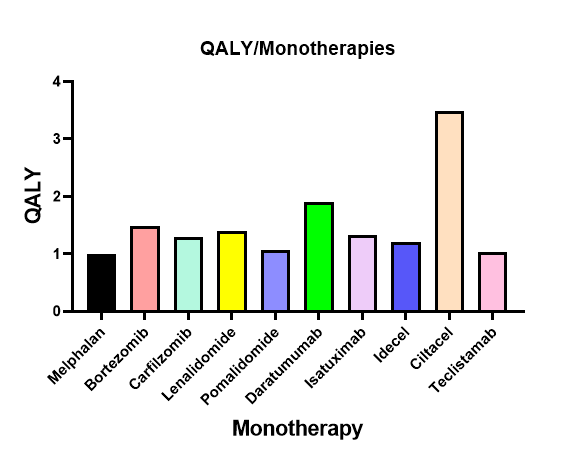 QALY/Monotherapies
4
3
2
1
0
QALY
Melphalan
Bortezomib
Carfilzomib
Lenalidomide
Pomalidomide
Daratumumab
Isatuximab
Idecel
Ciltacel
Teclistamab
Monotherapy